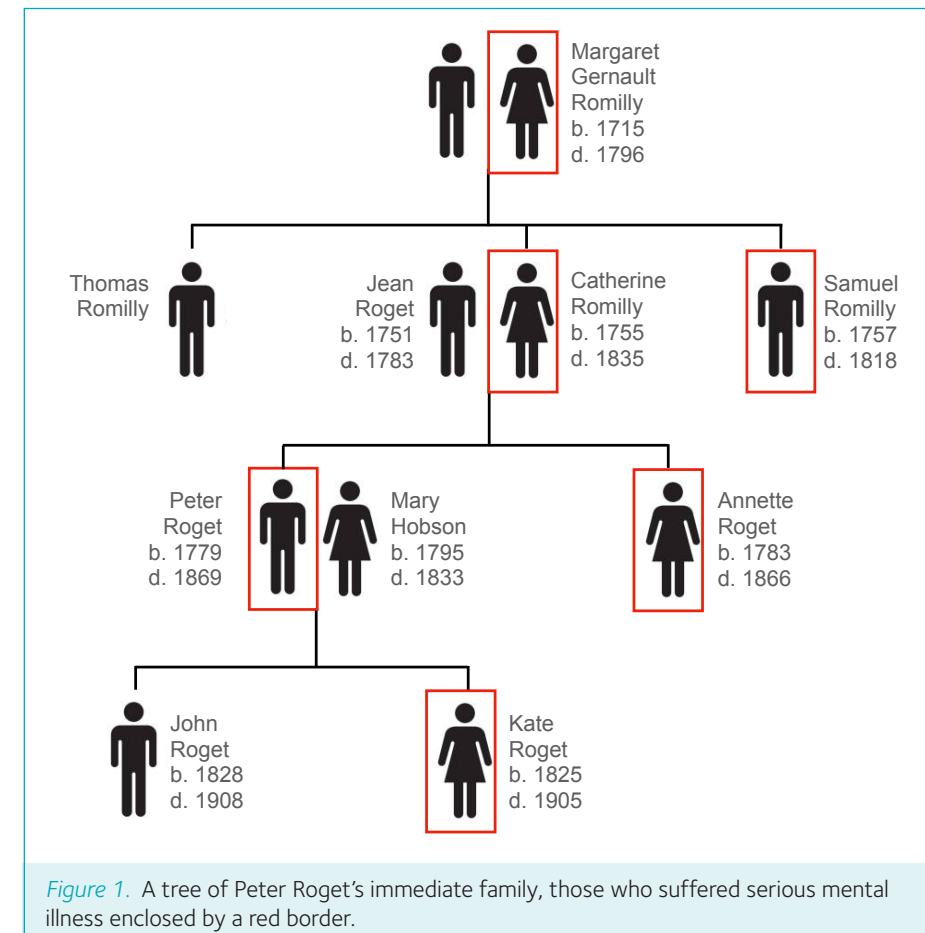 Margaret
Gernault
Romilly
b. 1715
d. 1796
Thomas
Romilly
Jean
Roget
b. 1751
d. 1783
Catherine
Romilly
b. 1755
d. 1835
Samuel
Romilly
b. 1757
d. 1818
Peter
Roget
b. 1779
d. 1869
Mary
Hobson
b. 1795
d. 1833
Annette
Roget
b. 1783
d. 1866
John
Roget
b. 1828
d. 1908
Kate
Roget
b. 1825
d. 1905
Figure 1. A tree of Peter Roget’s immediate family, those who suffered serious mental
illness enclosed by a red border.